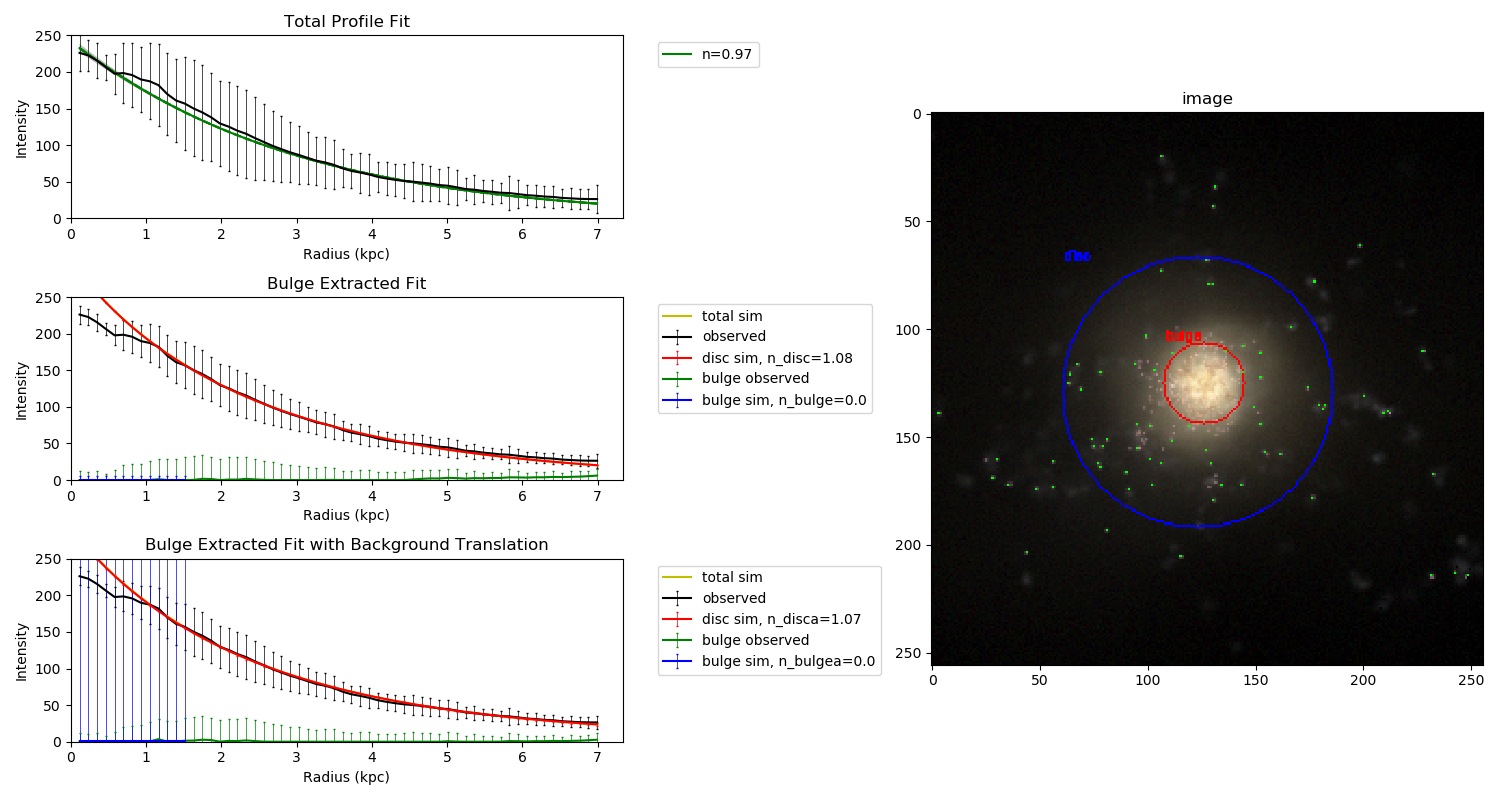 Total Profile Fit
250
200
150
100
50
0
Intensity
0 1 2 3 4 5 6 7
Radius (kpc)
n=0.97
Bulge Extracted Fit
250
200
150
100
50
0
Intensity
0 1 2 3 4 5 6 7
Radius (kpc)
total sim
observed
disc sim, n_disc=1.08
bulge observed
bulge sim, n_bulge=0.0
Bulge Extracted Fit with Background Translation
250
200
150
100
50
0
Intensity
0 1 2 3 4 5 6 7
Radius (kpc)
total sim
observed
disc sim, n_disca=1.07
bulge observed
bulge sim, n_bulgea=0.0
image
0
50
100
150
200
250
0 50 100 150 200 250